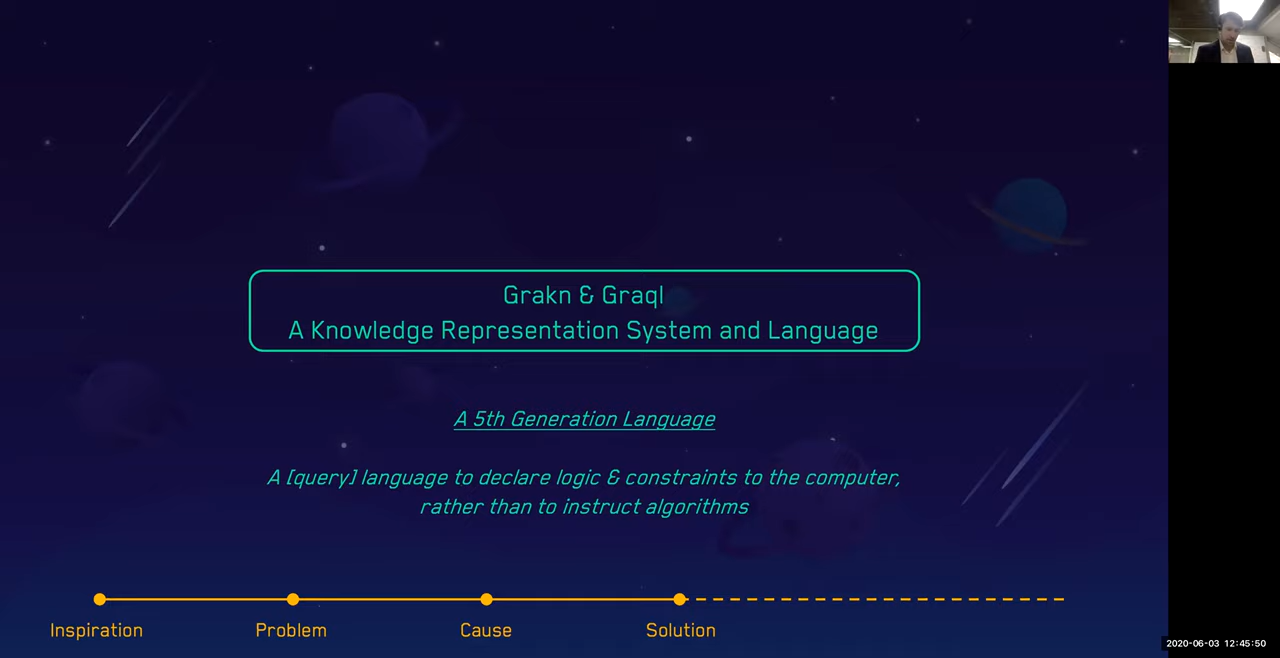 Grakn & Graql
A Knowledge Representation System and Language
A 5th Generation Language
A [query] language to declare logic & constraints to the computer,
rather than to instruct algorithms
Inspiration
Problem
Cause
Solution
2020-06-03 12:45:50